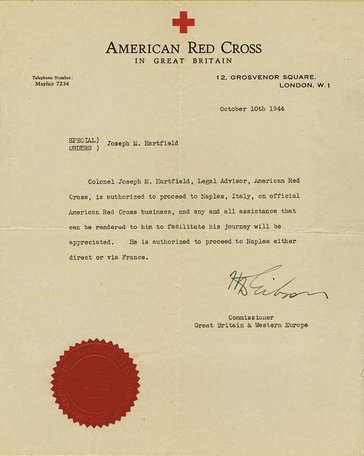 AMERICAN RED CROSS
IN GREAT BRITAIN
Telephone Number:
Mayfair 7234
12, GROSVENOR SQUARE,
LONDON, W.1
October 10th 1944
SPECIAL)
ORDERS )
Joseph M. Hartfield
Colonel Joseph M. Hartfield, Legal Advisor, American Red
Cross, is authorized to proceed to Naples, Italy, on official
American Red Cross business, and any and all assistance that
can be rendered to him to facilitate his journey will be
appreciated. He is authorized to proceed to Naples either
direct or via France.
HD Gibson
Commissioner
Great Britain & Western Europe